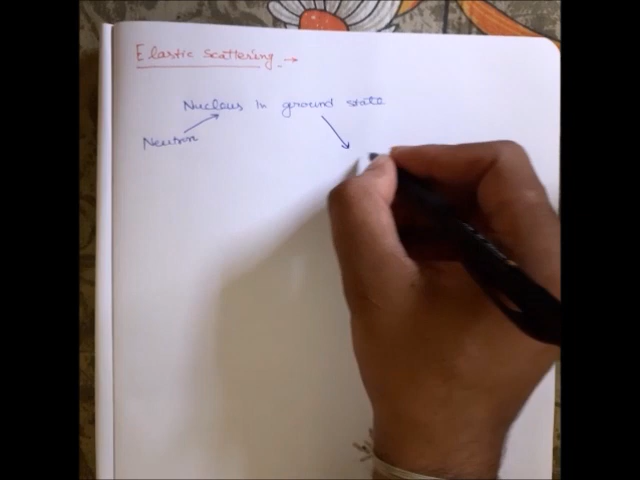 Elastic Scattering →
Nucleus in ground state
Neutron